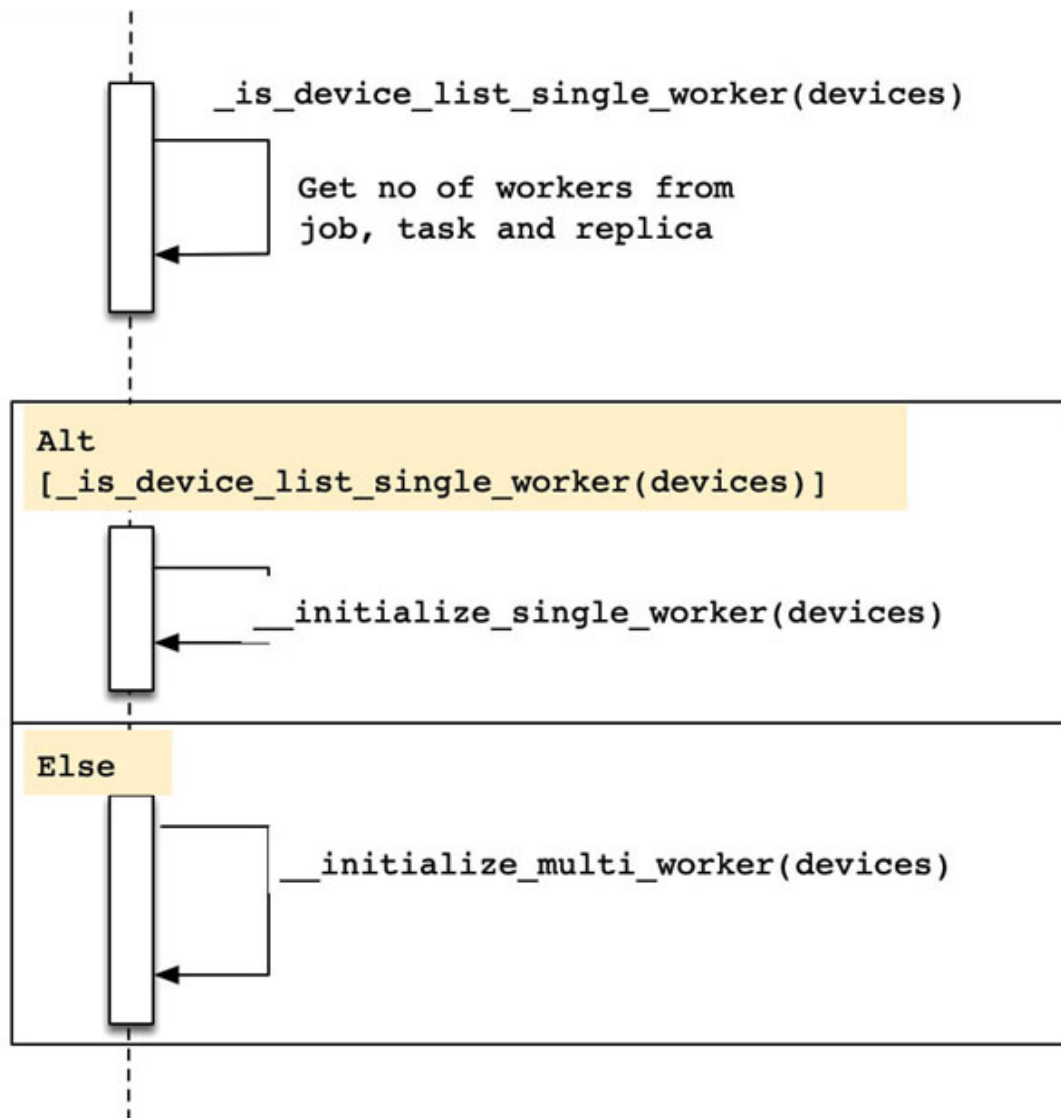 _is_device_list_single_worker(devices)
Get no of workers from
job, task and replica
Alt
[_is_device_list_single_worker(devices)]
__initialize_single_worker(devices)
Else
__initialize_multi_worker(devices)